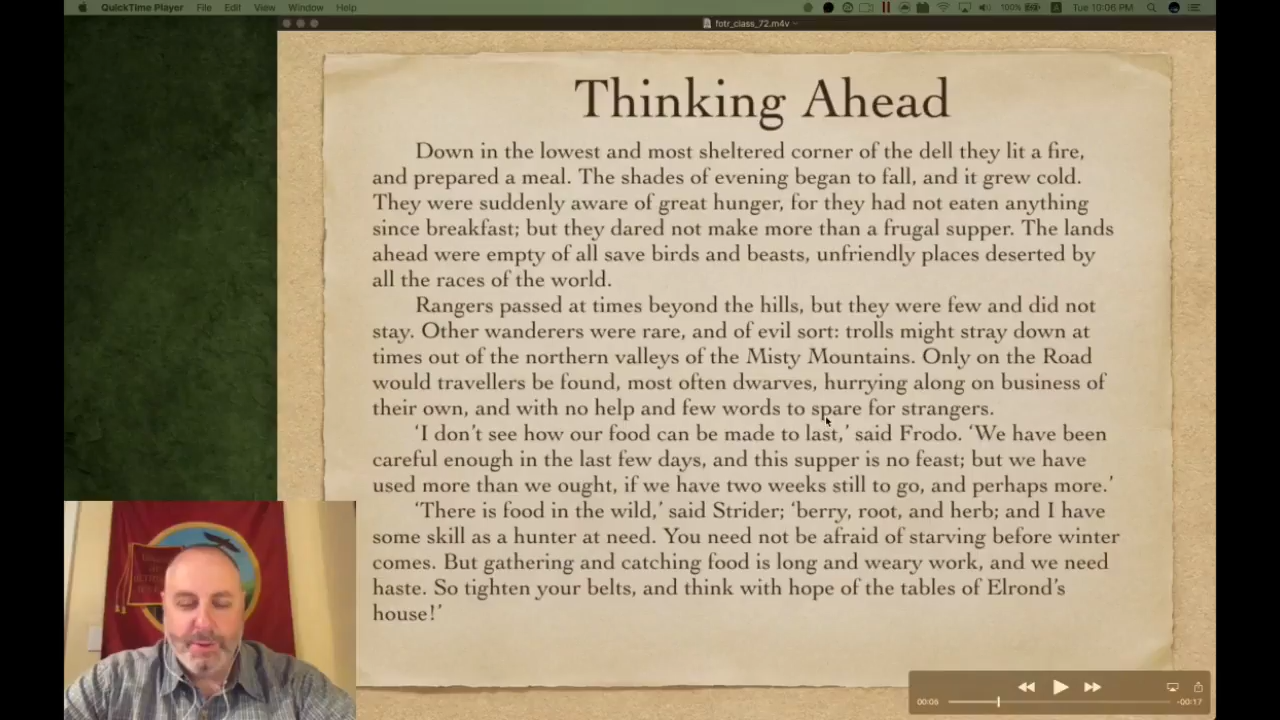 QuickTime Player File Edit View Window Help
100% Tue 10:06 PM
fotr_class_72.m4v
Thinking Ahead
Down in the lowest and most sheltered corner of the dell they lit a fire,
and prepared a meal. The shades of evening began to fall, and it grew cold.
They were suddenly aware of great hunger, for they had not eaten anything
since breakfast; but they dared not make more than a frugal supper. The lands
ahead were empty of all save birds and beasts, unfriendly places deserted by
all the races of the world.
Rangers passed at times beyond the hills, but they were few and did not
stay. Other wanderers were rare, and of evil sort: trolls might stray down at
times out of the northern valleys of the Misty Mountains. Only on the Road
would travellers be found, most often dwarves, hurrying along on business of
their own, and with no help and few words to spare for strangers.
‘I don’t see how our food can be made to last,’ said Frodo. ‘We have been
careful enough in the last few days, and this supper is no feast; but we have
used more than we ought, if we have two weeks still to go, and perhaps more.’
‘There is food in the wild,’ said Strider; ‘berry, root, and herb; and I have
some skill as a hunter at need. You need not be afraid of starving before winter
comes. But gathering and catching food is long and weary work, and we need
haste. So tighten your belts, and think with hope of the tables of Elrond’s
house!’
00:06 -00:17